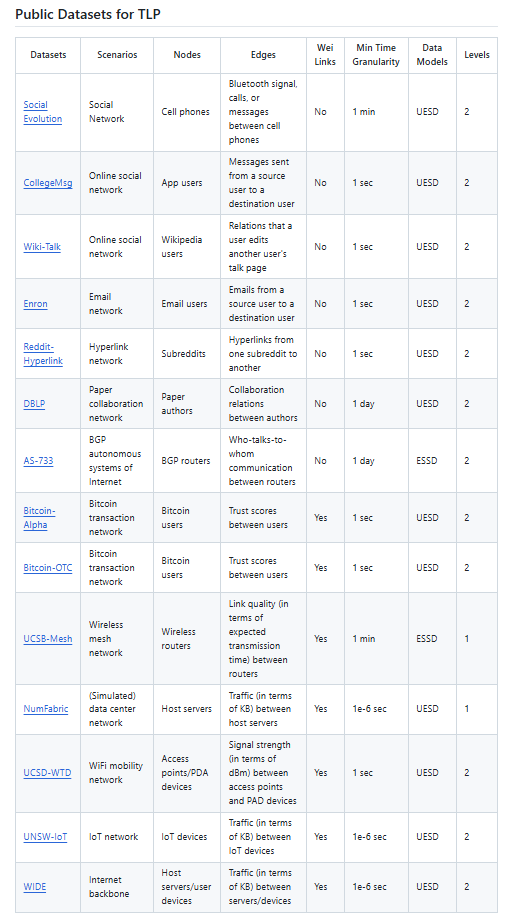 Public Datasets for TLP
Datasets Scenarios Nodes Edges Wei Links Min Time Granularity Data Models Levels
Social Evolution Social Network Cell phones Bluetooth signal, calls, or messages between cell phones No 1 min UESD 2
CollegeMsg Online social network App users Messages sent from a source user to a destination user No 1 sec UESD 2
Wiki-Talk Online social network Wikipedia users Relations that a user edits another user's talk page No 1 sec UESD 2
Enron Email network Email users Emails from a source user to a destination user No 1 sec UESD 2
Reddit-Hyperlink Hyperlink network Subreddits Hyperlinks from one subreddit to another No 1 sec UESD 2
DBLP Paper collaboration network Paper authors Collaboration relations between authors No 1 day UESD 2
AS-733 BGP autonomous systems of Internet BGP routers Who-talks-to-whom communication between routers No 1 day ESSD 2
Bitcoin-Alpha Bitcoin transaction network Bitcoin users Trust scores between users Yes 1 sec UESD 2
Bitcoin-OTC Bitcoin transaction network Bitcoin users Trust scores between users Yes 1 sec UESD 2
UCSB-Mesh Wireless mesh network Wireless routers Link quality (in terms of expected transmission time) between routers Yes 1 min ESSD 1
NumFabric (Simulated) data center network Host servers Traffic (in terms of KB) between host servers Yes 1e-6 sec UESD 1
UCSD-WTD WiFi mobility network Access points/PDA devices Signal strength (in terms of dBm) between access points and PAD devices Yes 1 sec UESD 2
UNSW-IoT IoT network IoT devices Traffic (in terms of KB) between IoT devices Yes 1e-6 sec UESD 2
WIDE Internet backbone Host servers/user devices Traffic (in terms of KB) between servers/devices Yes 1e-6 sec UESD 2